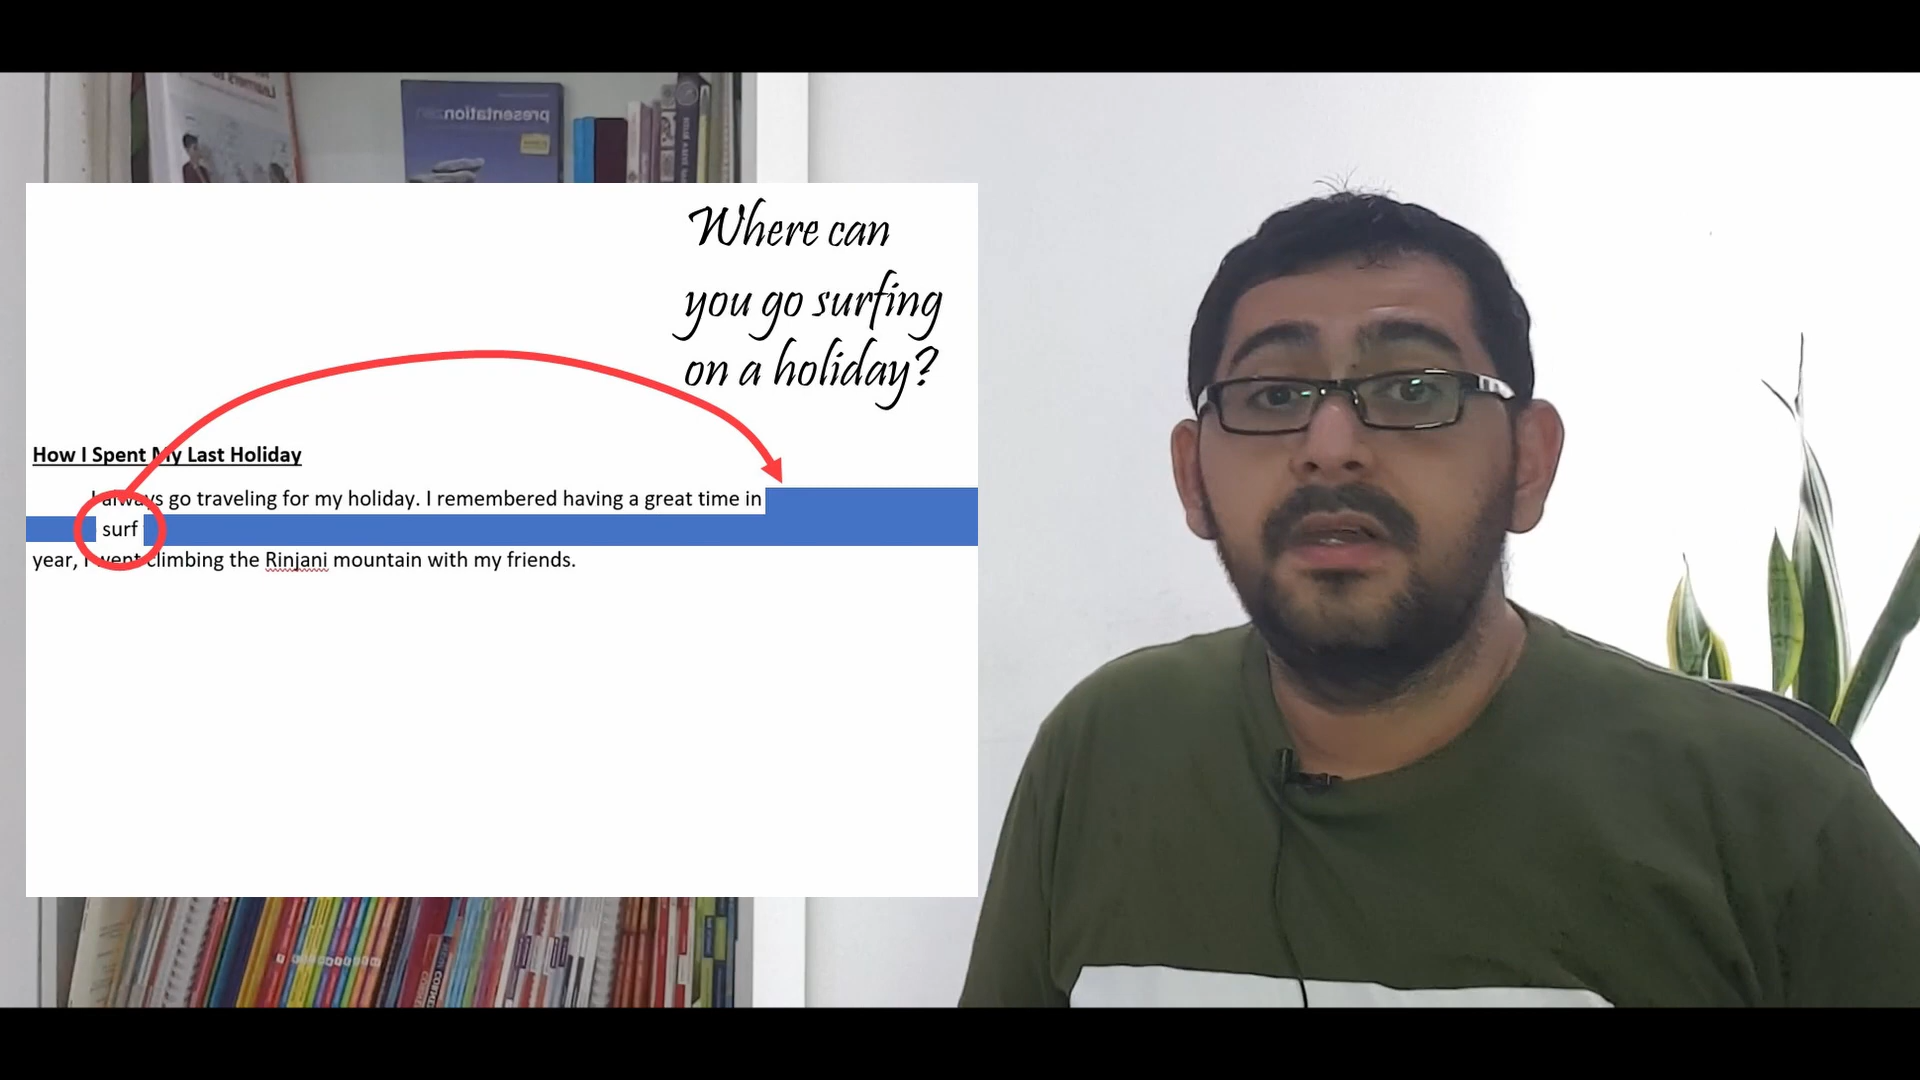 presentation
Where can
you go surfing
on a holiday?
How I Spent My Last Holiday
I always go traveling for my holiday. I remembered having a great time in
surf
year, I went climbing the Rinjani mountain with my friends.